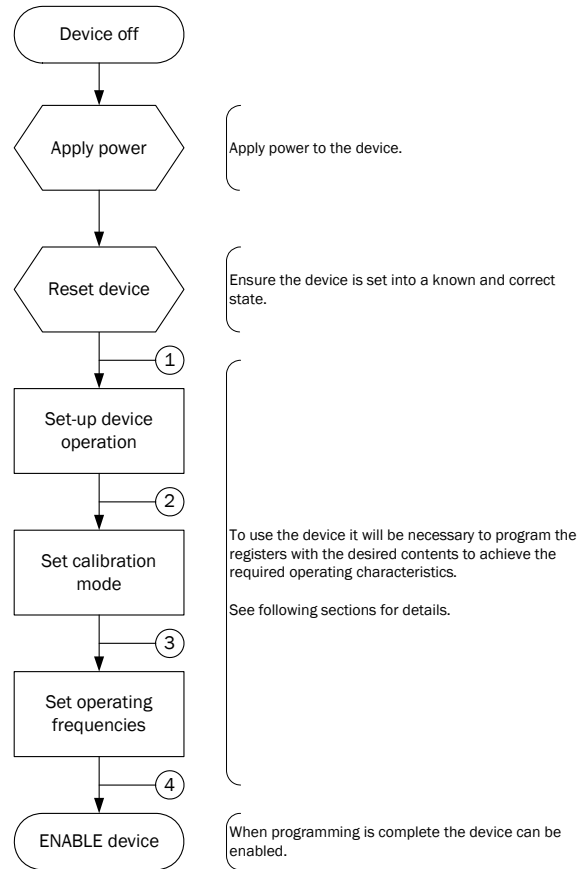 Device off
Apply power
Apply power to the device.
Reset device
Ensure the device is set into a known and correct
state.
1
Set-up device
operation
2
To use the device it will be necessary to program the
registers with the desired contents to achieve the
required operating characteristics.
See following sections for details.
Set calibration
mode
3
Set operating
frequencies
4
ENABLE device
When programming is complete the device can be
enabled.